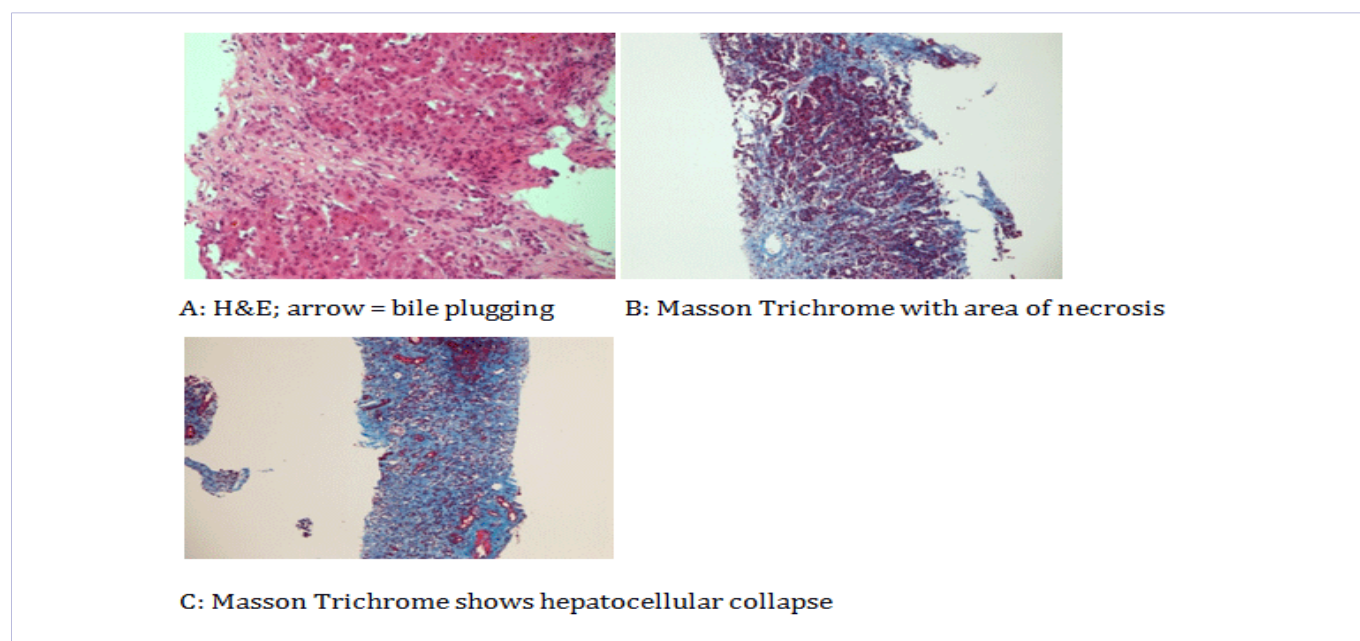 A: H&E; arrow = bile plugging
B: Masson Trichrome with area of necrosis
C: Masson Trichrome shows hepatocellular collapse